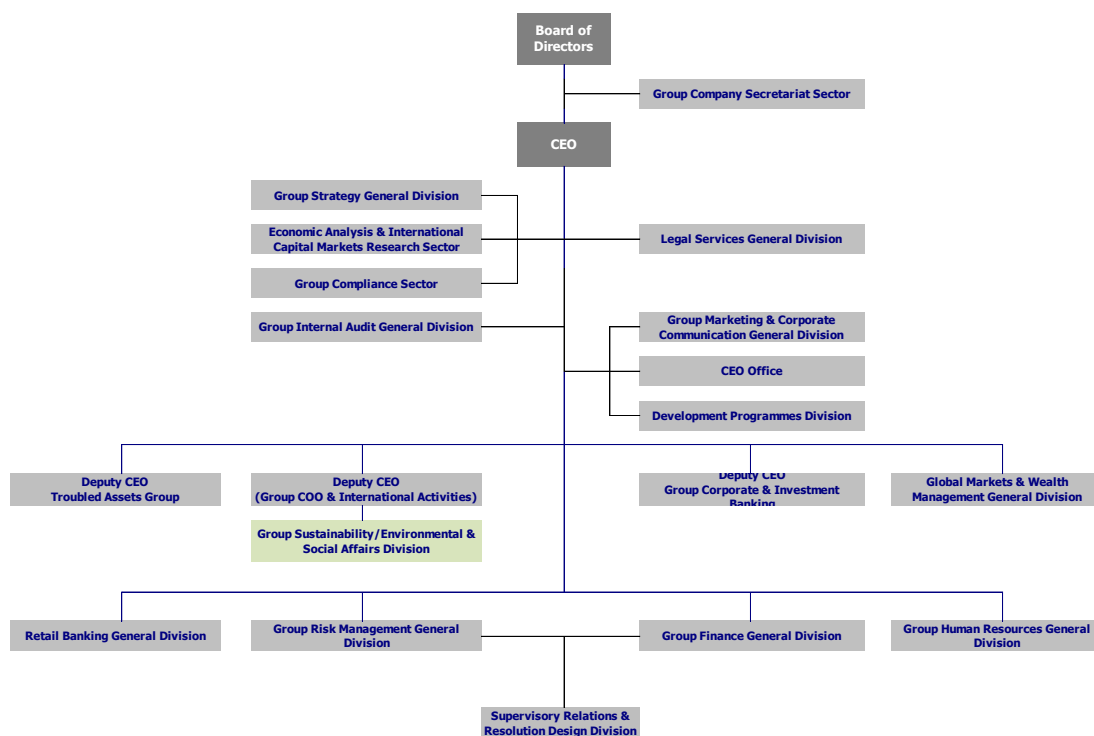 Board of
Directors
Group Company Secretariat Sector
CEO
Group Strategy General Division
Economic Analysis & International
Capital Markets Research Sector
Legal Services General Division
Group Compliance Sector
Group Internal Audit General Division
Group Marketing & Corporate
Communication General Division
CEO Office
Development Programmes Division
Deputy CEO
Troubled Assets Group
Deputy CEO
(Group COO & International Activities)
Deputy CEO
Group Corporate & Investment
Banking
Global Markets & Wealth
Management General Division
Group Sustainability/Environmental &
Social Affairs Division
Retail Banking General Division
Group Risk Management General
Division
Group Finance General Division
Group Human Resources General
Division
Supervisory Relations &
Resolution Design Division